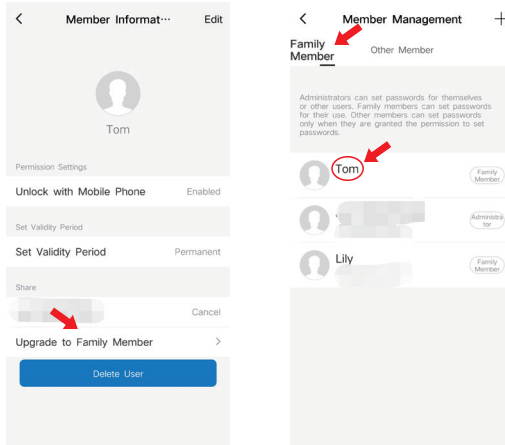 Member Informat···
Edit
Tom
Permission Settings
Unlock with Mobile Phone
Enabled
Set Validity Period
Set Validity Period
Permanent
Share
Cancel
Upgrade to Family Member
Delete User
Member Management
Family
Member
Other Member
Administrators can set passwords for themselves
or other users. Family members can set passwords
for their use. Other members can set passwords
only when they are granted the permission to set
passwords.
Tom
Family
Member
Administra
tor
Lily
Family
Member